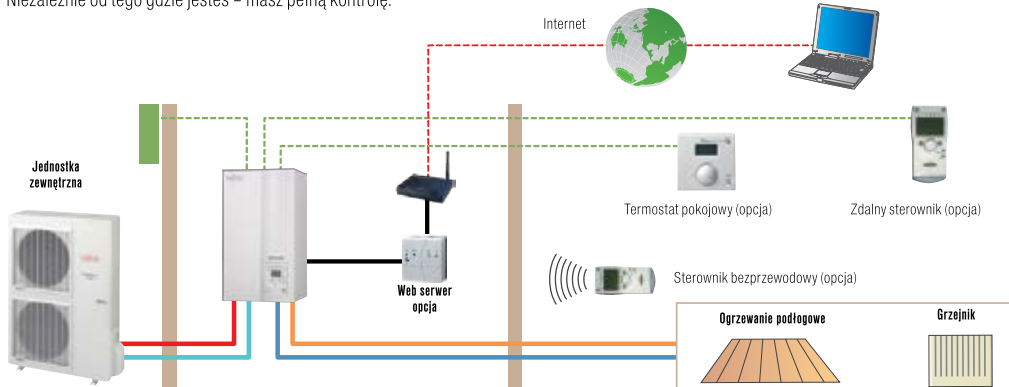 Niezależnie od tego gdzie jesteś – masz pełną kontrolę.
Internet
Jednostka
zewnętrzna
Termostat pokojowy (opcja)
Zdalny sterownik (opcja)
Web serwer
opcja
Sterownik bezprzewodowy (opcja)
Ogrzewanie podłogowe
Grzejnik